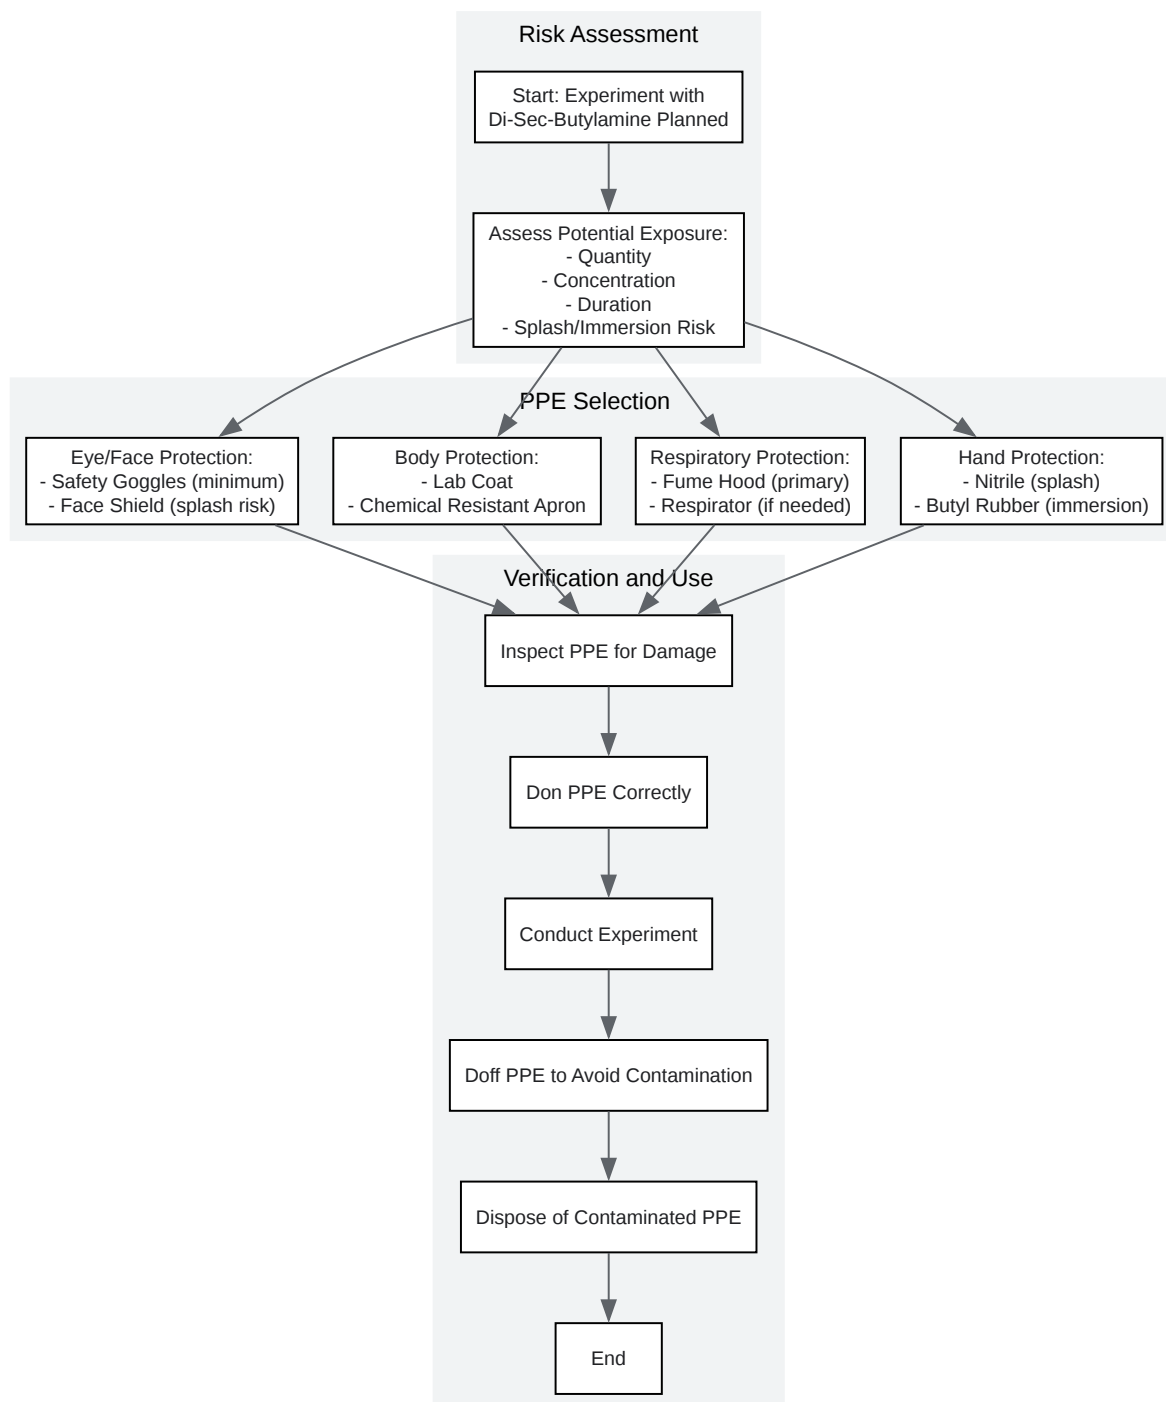 Risk Assessment
Start: Experiment with
Di-Sec-Butylamine Planned
Assess Potential Exposure:
- Quantity
- Concentration
- Duration
- Splash/Immersion Risk
PPE Selection
Eye/Face Protection:
- Safety Goggles (minimum)
- Face Shield (splash risk)
Body Protection:
- Lab Coat
- Chemical Resistant Apron
Respiratory Protection:
- Fume Hood (primary)
- Respirator (if needed)
Hand Protection:
- Nitrile (splash)
- Butyl Rubber (immersion)
Verification and Use
Inspect PPE for Damage
Don PPE Correctly
Conduct Experiment
Doff PPE to Avoid Contamination
Dispose of Contaminated PPE
End